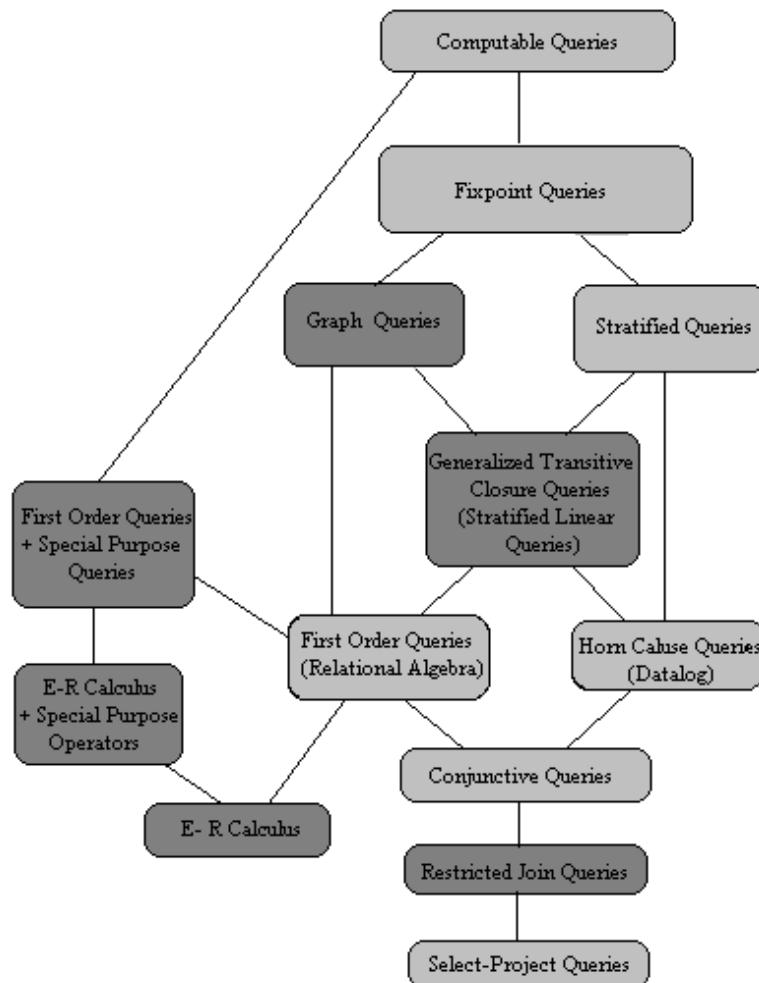 Computable Queries
Fixpoint Queries
Graph Queries
Stratified Queries
Generalized Transitive
Closure Queries
(Stratified Linear
Queries)
First Order Queries
+ Special Purpose
Queries
First Order Queries
(Relational Algebra)
Horn Caluse Queries
(Datalog)
E-R Calculus
+ Special Purpose
Operators
Conjunctive Queries
E- R Calculus
Restricted Join Queries
Select-Project Queries